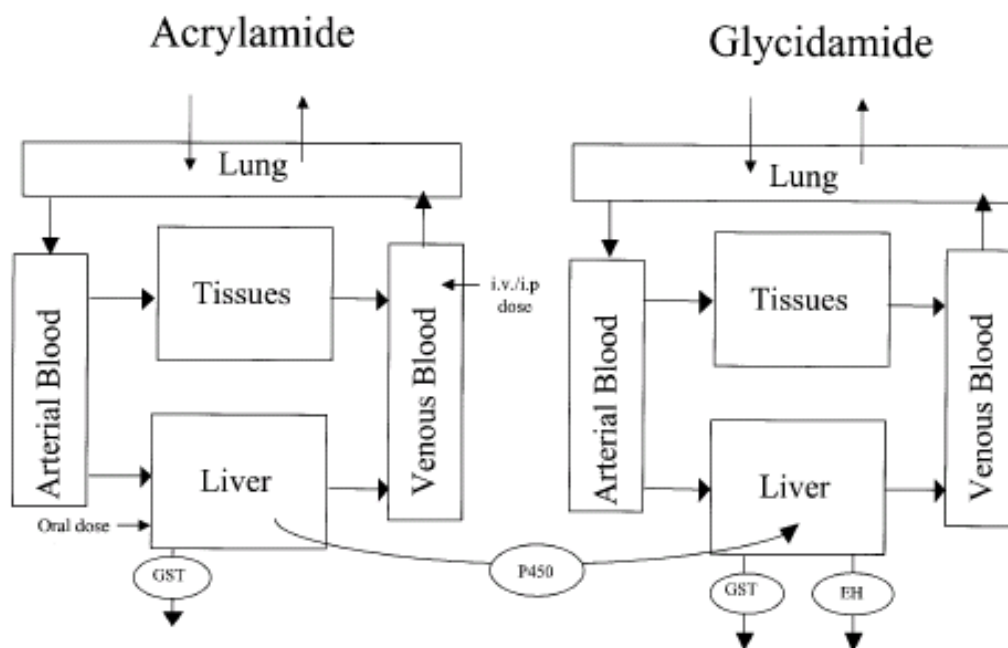 Acrylamide
Lung
Arterial Blood
Tissues
Venous Blood
i.v./i.p
dose
Liver
Oral dose
GST
P450
Glycidamide
Lung
Arterial Blood
Tissues
Venous Blood
Liver
GST
EH